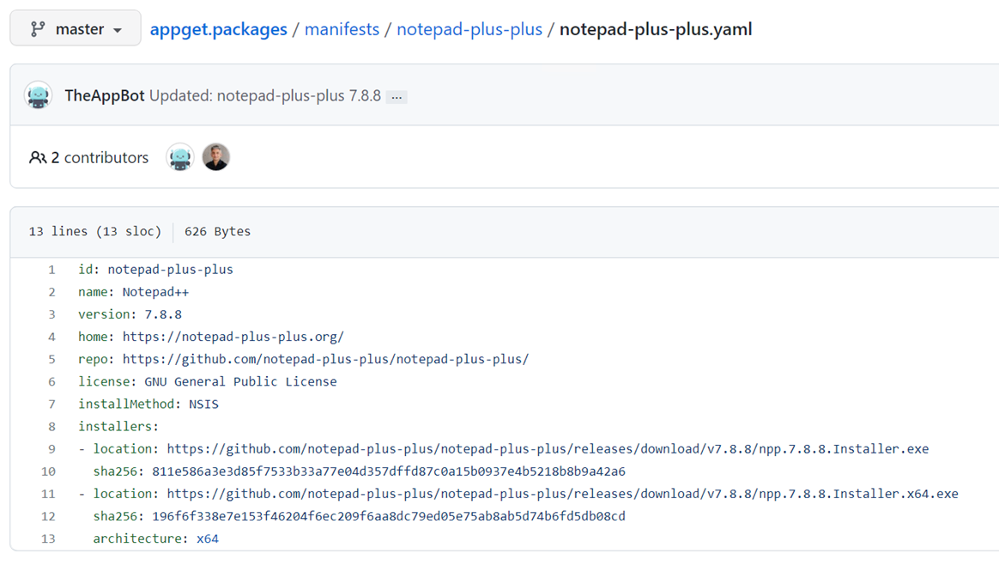 master appget.packages / manifests / notepad-plus-plus / notepad-plus-plus.yaml
TheAppBot Updated: notepad-plus-plus 7.8.8 ...
2 contributors
13 lines (13 sloc) 626 Bytes
1 id: notepad-plus-plus
2 name: Notepad++
3 version: 7.8.8
4 home: https://notepad-plus-plus.org/
5 repo: https://github.com/notepad-plus-plus/notepad-plus-plus/
6 license: GNU General Public License
7 installMethod: NSIS
8 installers:
9 - location: https://github.com/notepad-plus-plus/notepad-plus-plus/releases/download/v7.8.8/npp.7.8.8.Installer.exe
10 sha256: 811e586a3e3d85f7533b33a77e04d357dffd87c0a15b0937e4b5218b8b9a42a6
11 - location: https://github.com/notepad-plus-plus/notepad-plus-plus/releases/download/v7.8.8/npp.7.8.8.Installer.x64.exe
12 sha256: 196f6f338e7e153f46204f6ec209f6aa8dc79ed05e75ab8ab5d74b6fd5db08cd
13 architecture: x64